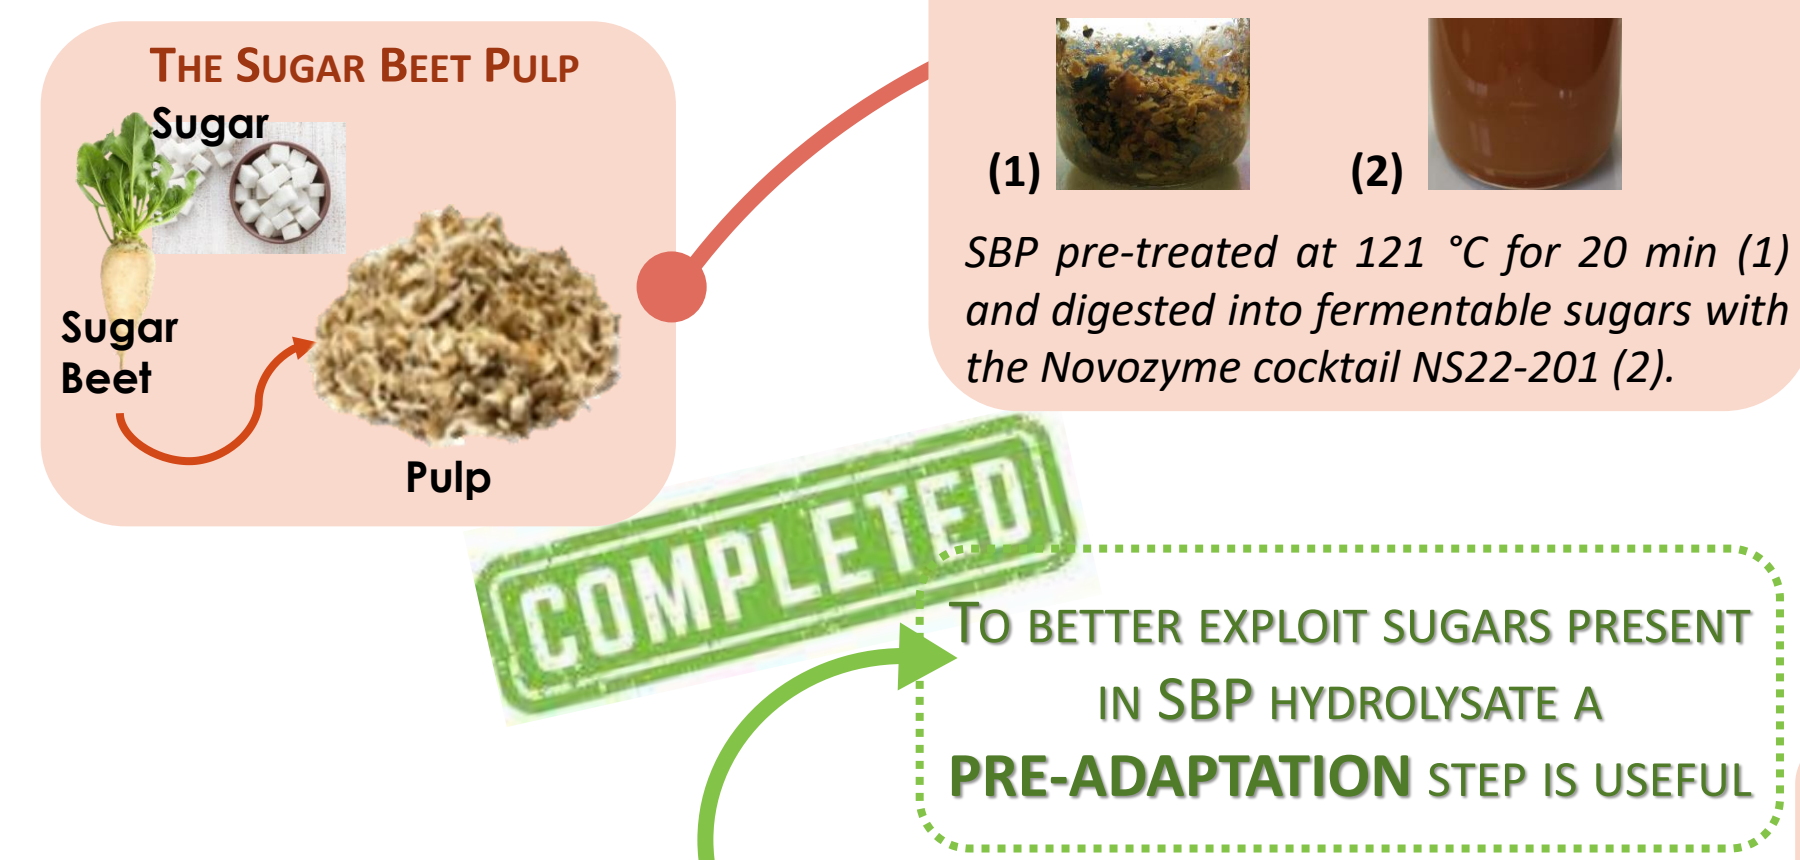 THE SUGAR BEET PULP
Sugar
Sugar
Beet
Pulp
(1)
(2)
SBP pre-treated at 121 °C for 20 min (1)
and digested into fermentable sugars with
the Novozyme cocktail NS22-201 (2).
COMPLETED
TO BETTER EXPLOIT SUGARS PRESENT
IN SBP HYDROLYSATE A
PRE-ADAPTATION STEP IS USEFUL